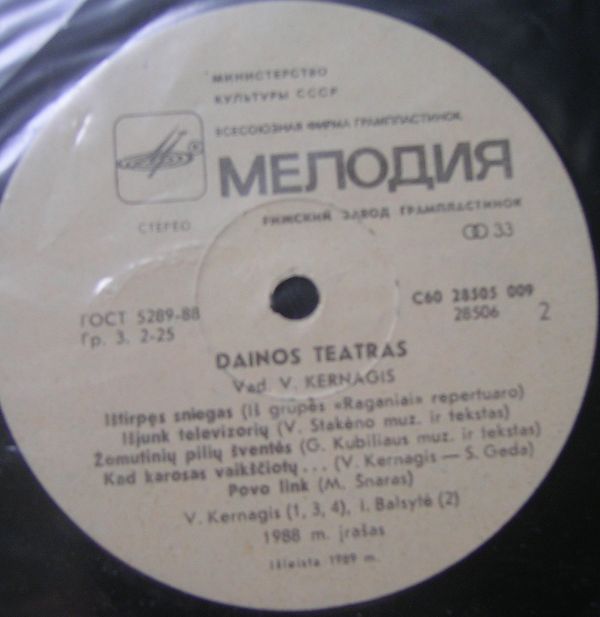 МИНИСТЕРСТВО
КУЛЬТУРЫ СССР
ВСЕСОЮЗНАЯ ФИРМА ГРАМПЛАСТИНОК
МЕЛОДИЯ
СТЕРЕО
РИЖСКИЙ ЗАВОД ГРАМПЛАСТИНОК
33
ГОСТ 5289-88
Гр. 3. 2-25
С60 28505 009
28506
2
DAINOS TEATRAS
Vad. V. KERNAGIS
Ištirpęs sniegas (Iš grupės «Raganiai» repertuaro)
Išjunk televizorių (V. Stakėno muz. ir tekstas)
Žomutinių pilių šventės (G. Kubiliaus muz. ir tekstas)
Kad karosas vaikščiotų... (V. Kernagis — S. Geda)
Povo link (M. Šnaras)
V. Kernagis (1, 3, 4), I. Balsytė (2)
1988 m. įrašas
Išleista 1989 m.